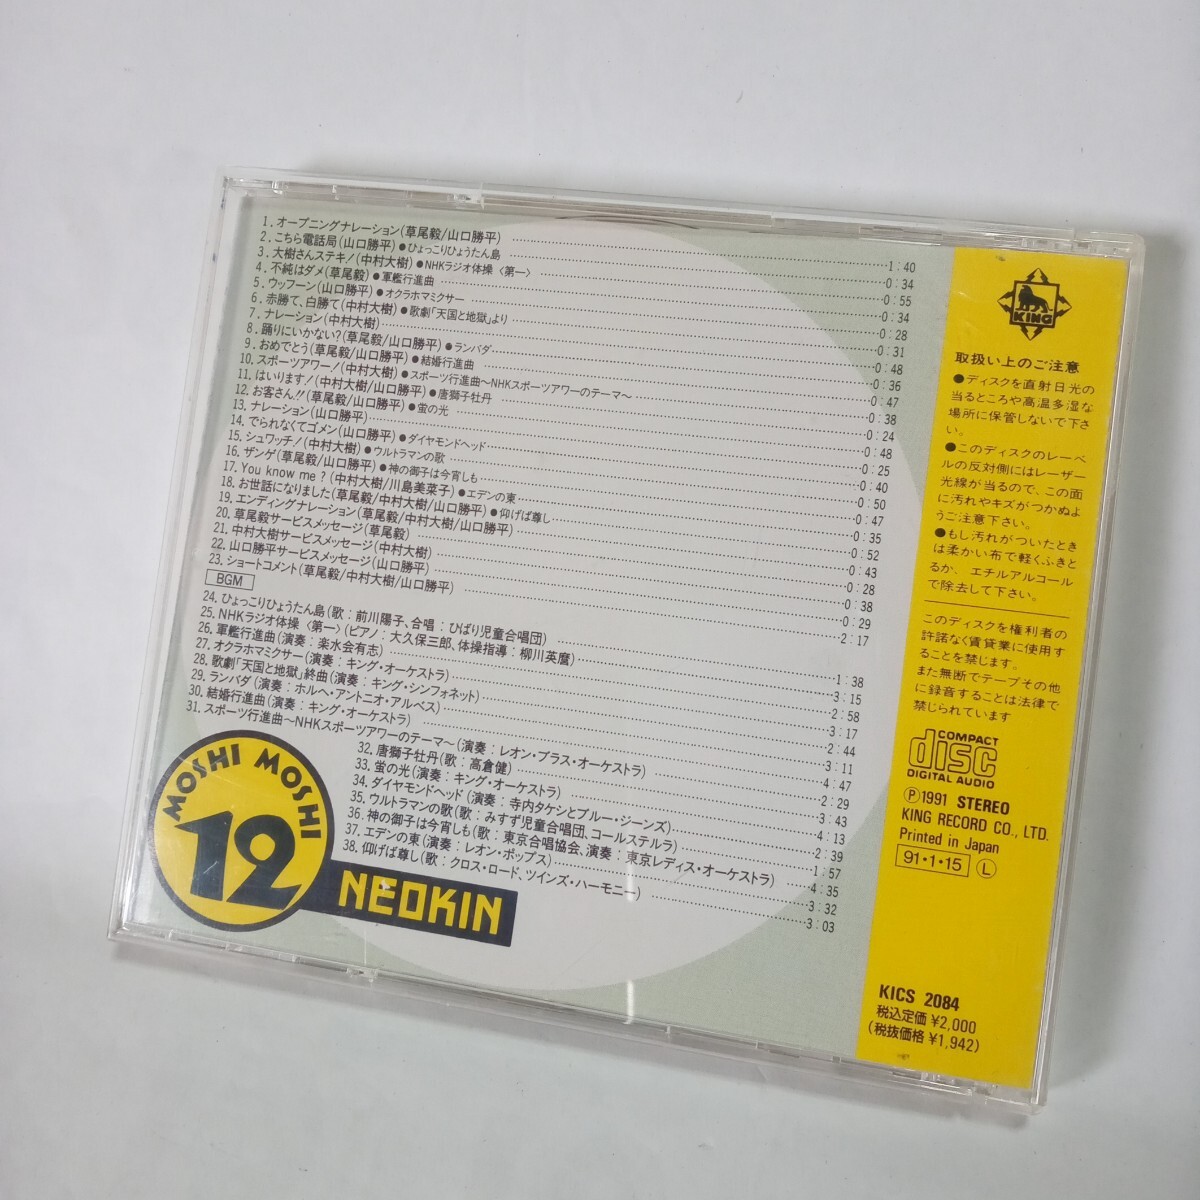 1. オープニングナレーション(草尾毅/山口勝平) 1:40
2. こちら電話局(山口勝平)●ひょっこりひょうたん島 0:34
3. 大樹さんステキ!(中村大樹)●NHKラジオ体操〈第一〉 0:55
4. 不純はダメ(草尾毅)●軍艦行進曲 0:34
5. ウッフーン(山口勝平)●オクラホマミクサー 0:28
6. 赤勝て、白勝て(中村大樹)●歌劇「天国と地獄」より 0:31
7. ナレーション(中村大樹) 0:48
8. 踊りにいかない?(草尾毅/山口勝平)●ランバダ 0:36
9. おめでとう(草尾毅/山口勝平)●結婚行進曲 0:47
10. スポーツアワー!(中村大樹)●スポーツ行進曲〜NHKスポーツアワーのテーマ〜 0:38
11. はいります!(中村大樹/山口勝平)●唐獅子牡丹 0:24
12. お客さん!!(草尾毅/山口勝平)●蛍の光 0:48
13. ナレーション(山口勝平) 0:25
14. でられなくてゴメン(山口勝平)●ダイヤモンドヘッド 0:40
15. シュワッチ!(中村大樹)●ウルトラマンの歌 0:50
16. ザンゲ(草尾毅/山口勝平)●神の御子は今宵しも 0:47
17. You know me?(中村大樹/川島美菜子)●エデンの東 0:35
18. お世話になりました(草尾毅/中村大樹/山口勝平)●仰げば尊し 0:52
19. エンディングナレーション(草尾毅/中村大樹/山口勝平) 0:43
20. 草尾毅サービスメッセージ(草尾毅) 0:28
21. 中村大樹サービスメッセージ(中村大樹) 0:38
22. 山口勝平サービスメッセージ(山口勝平) 0:29
23. ショートコメント(草尾毅/中村大樹/山口勝平) 2:17
BGM
24. ひょっこりひょうたん島(歌:前川陽子、合唱:ひばり児童合唱団) 1:38
25. NHKラジオ体操〈第一〉(ピアノ:大久保三郎、体操指導:柳川英麿) 3:15
26. 軍艦行進曲(演奏:楽水会有志) 2:58
27. オクラホマミクサー(演奏:キング・オーケストラ) 3:17
28. 歌劇「天国と地獄」終曲(演奏:キング・シンフォネット) 2:44
29. ランバダ(演奏:ホルヘ・アントニオ・アルベス) 3:11
30. 結婚行進曲(演奏:キング・オーケストラ) 4:47
31. スポーツ行進曲〜NHKスポーツアワーのテーマ〜(演奏:レオン・ブラス・オーケストラ) 2:29
32. 唐獅子牡丹(歌:高倉健) 3:43
33. 蛍の光(演奏:キング・オーケストラ) 4:13
34. ダイヤモンドヘッド(演奏:寺内タケシとブルー・ジーンズ) 2:39
35. ウルトラマンの歌(歌:みすず児童合唱団、コールステルラ) 1:57
36. 神の御子は今宵しも(歌:東京合唱協会、演奏:東京レディス・オーケストラ) 4:35
37. エデンの東(演奏:レオン・ポップス) 3:32
38. 仰げば尊し(歌:クロス・ロード、ツインズ・ハーモニー) 3:03
MOSHI MOSHI
12
NEOKIN
KING
取扱い上のご注意
●ディスクを直射日光の
当るところや高温多湿な
場所に保管しないで下さ
い。
●このディスクのレーベ
ルの反対側にはレーザー
光線が当るので、この面
に汚れやキズがつかぬよ
うご注意下さい。
●もし汚れがついたとき
は柔かい布で軽くふきと
るか、エチルアルコール
で除去して下さい。
このディスクを権利者の
許諾なく賃貸業に使用す
ることを禁じます。
また無断でテープその他
に録音することは法律で
禁じられています
COMPACT
disc
DIGITAL AUDIO
Ⓟ1991 STEREO
KING RECORD CO., LTD.
Printed in Japan
91・1・15 Ⓛ
KICS 2084
税込定価¥2,000
(税抜価格¥1,942)